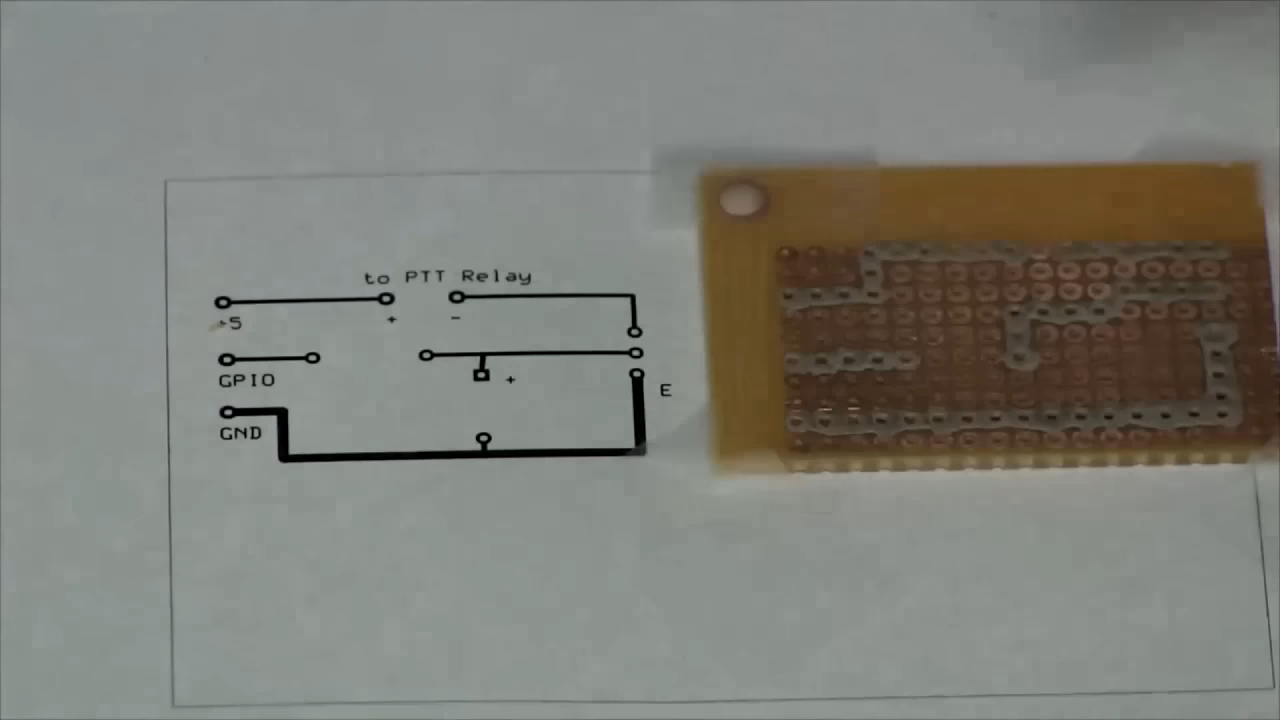 to PTT Relay
+5
+
-
GPIO
+
E
GND